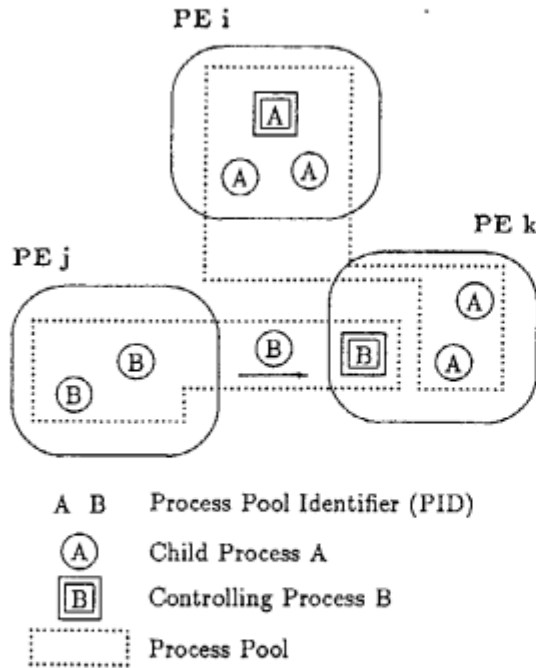 PE i
A
A A
PE k
PE j
A
B
B
B
A
B
A B Process Pool Identifier (PID)
A Child Process A
B Controlling Process B
Process Pool